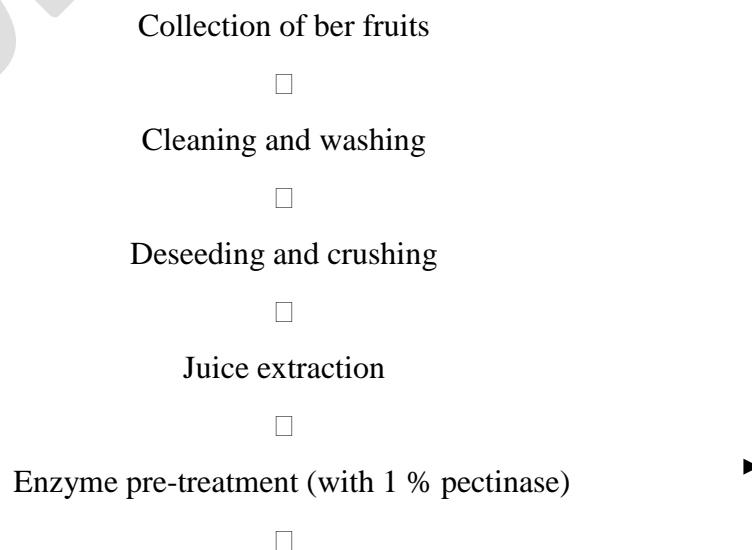 Collection of ber fruits
Cleaning and washing
Deseeding and crushing
Juice extraction
Enzyme pre-treatment (with 1 % pectinase)